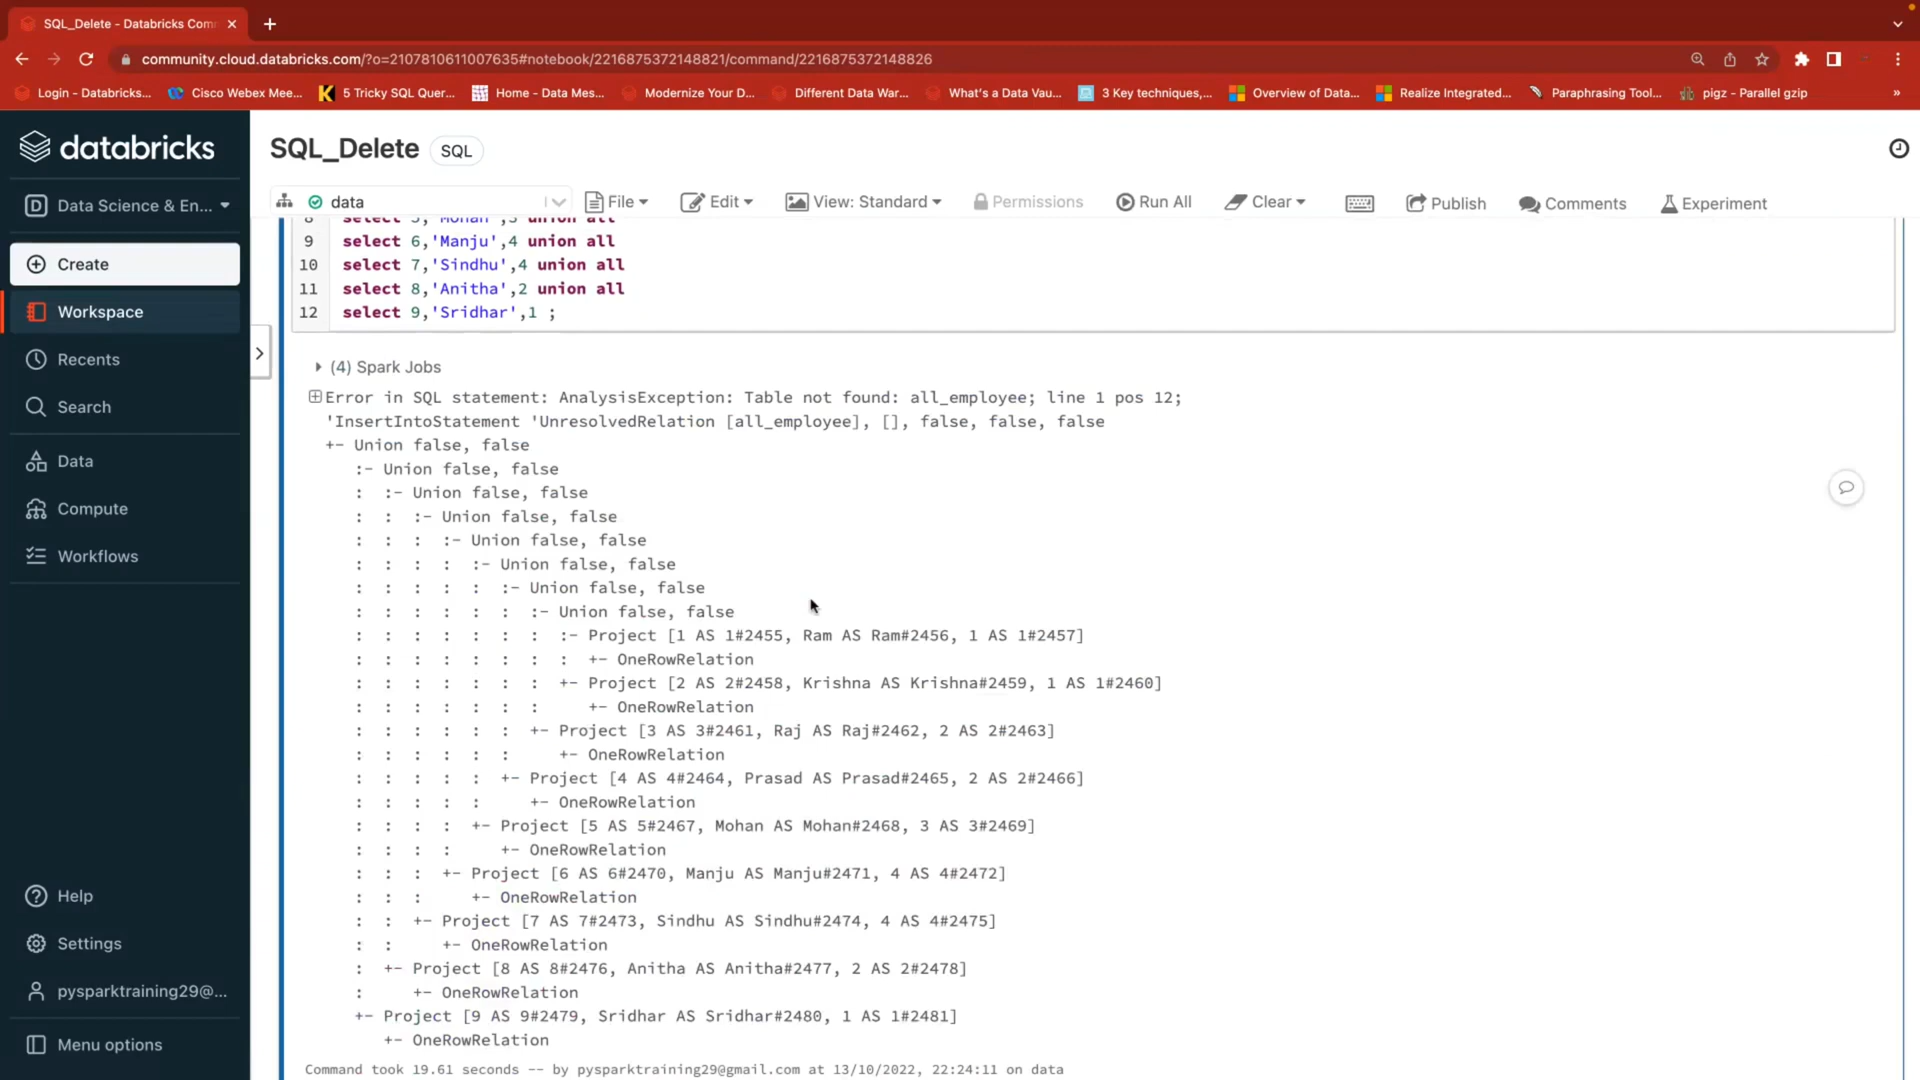 SQL_Delete - Databricks Com
community.cloud.databricks.com/?o=2107810611007635#notebook/2216875372148821/command/2216875372148826
Login - Databricks... Cisco Webex Mee... 5 Tricky SQL Quer... Home - Data Mes... Modernize Your D... Different Data War... What's a Data Vau... 3 Key techniques,... Overview of Data... Realize Integrated... Paraphrasing Tool... pigz - Parallel gzip »
databricks
Data Science & En...
Create
Workspace
Recents
Search
Data
Compute
Workflows
Help
Settings
pysparktraining29@...
Menu options
SQL_Delete SQL
data File Edit View: Standard Permissions Run All Clear Publish Comments Experiment
8 select 5,'Mohan',3 union all
9 select 6,'Manju',4 union all
10 select 7,'Sindhu',4 union all
11 select 8,'Anitha',2 union all
12 select 9,'Sridhar',1 ;
(4) Spark Jobs
Error in SQL statement: AnalysisException: Table not found: all_employee; line 1 pos 12;
'InsertIntoStatement 'UnresolvedRelation [all_employee], [], false, false, false
+- Union false, false
:- Union false, false
: :- Union false, false
: : :- Union false, false
: : : :- Union false, false
: : : : :- Union false, false
: : : : : :- Union false, false
: : : : : : :- Union false, false
: : : : : : : :- Project [1 AS 1#2455, Ram AS Ram#2456, 1 AS 1#2457]
: : : : : : : : +- OneRowRelation
: : : : : : : +- Project [2 AS 2#2458, Krishna AS Krishna#2459, 1 AS 1#2460]
: : : : : : : +- OneRowRelation
: : : : : : +- Project [3 AS 3#2461, Raj AS Raj#2462, 2 AS 2#2463]
: : : : : : +- OneRowRelation
: : : : : +- Project [4 AS 4#2464, Prasad AS Prasad#2465, 2 AS 2#2466]
: : : : : +- OneRowRelation
: : : : +- Project [5 AS 5#2467, Mohan AS Mohan#2468, 3 AS 3#2469]
: : : : +- OneRowRelation
: : : +- Project [6 AS 6#2470, Manju AS Manju#2471, 4 AS 4#2472]
: : : +- OneRowRelation
: : +- Project [7 AS 7#2473, Sindhu AS Sindhu#2474, 4 AS 4#2475]
: : +- OneRowRelation
: +- Project [8 AS 8#2476, Anitha AS Anitha#2477, 2 AS 2#2478]
: +- OneRowRelation
+- Project [9 AS 9#2479, Sridhar AS Sridhar#2480, 1 AS 1#2481]
+- OneRowRelation
Command took 19.61 seconds -- by pysparktraining29@gmail.com at 13/10/2022, 22:24:11 on data